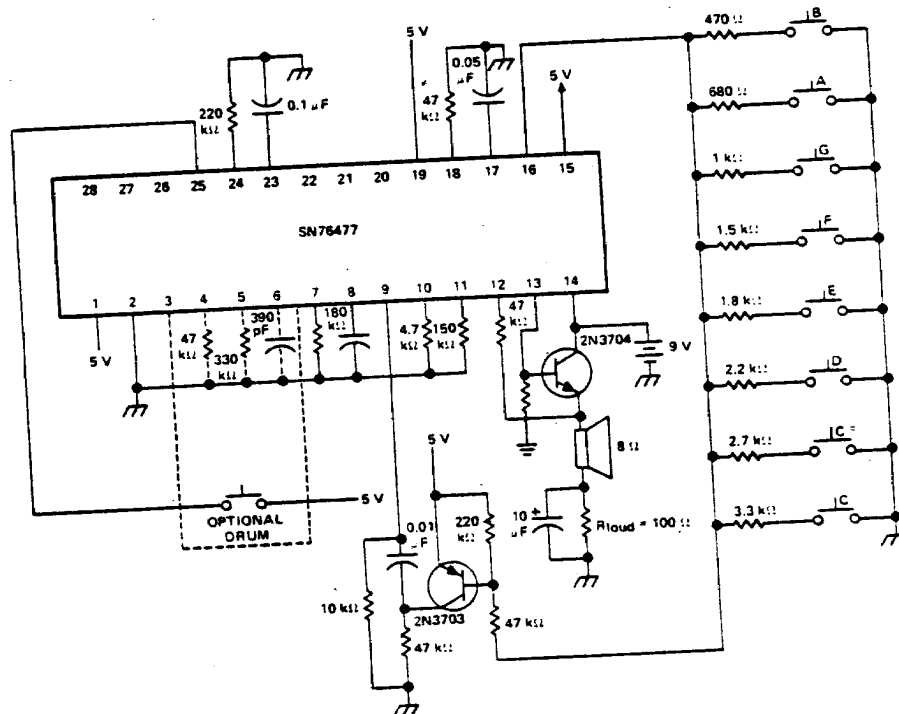 5 V
0.05
µF
470 Ω
B
220
kΩ
0.1 µF
47
kΩ
5 V
680 Ω
A
1 kΩ
G
28 27 26 25 24 23 22 21 20 19 18 17 16 15
SN76477
1.5 kΩ
F
1 2 3 4 5 6 7 8 9 10 11 12 13 14
1.8 kΩ
E
5 V
47
kΩ
330
kΩ
390
pF
180
kΩ
4.7
kΩ
150
kΩ
47
kΩ
2N3704
9 V
2.2 kΩ
D
8 Ω
2.7 kΩ
C
5 V
5 V
OPTIONAL
DRUM
3.3 kΩ
C
10
µF
+
Rloud = 100 Ω
0.01
µF
220
kΩ
10 kΩ
2N3703
47 kΩ
47 kΩ